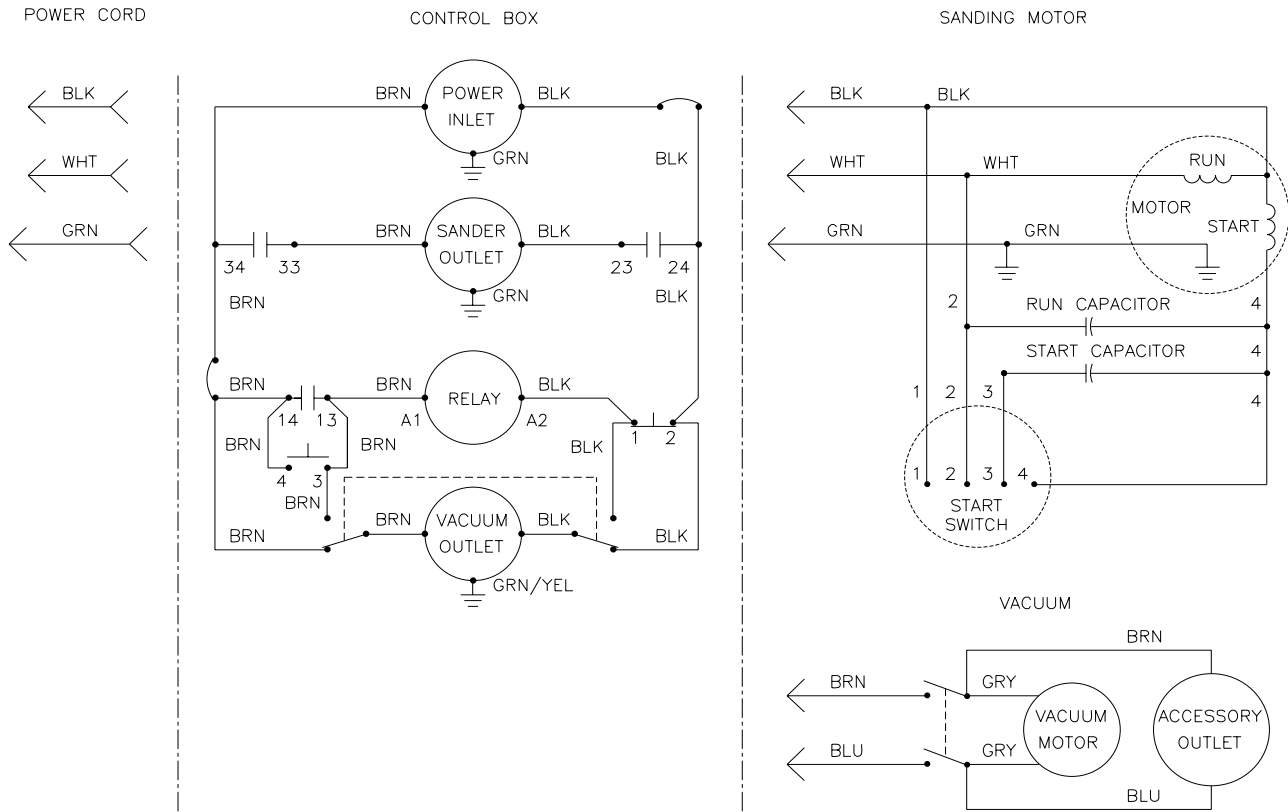 POWER CORD
CONTROL BOX
SANDING MOTOR
BLK
WHT
GRN
BRN
POWER
INLET
BLK
GRN
BLK
BRN
SANDER
OUTLET
BLK
34
33
23
24
GRN
BRN
BLK
BRN
BRN
RELAY
BLK
14
13
A1
A2
1
2
BRN
BRN
BLK
4
3
BRN
BRN
BRN
VACUUM
OUTLET
BLK
BLK
GRN/YEL
BLK
BLK
WHT
WHT
RUN
MOTOR
START
GRN
GRN
2
RUN CAPACITOR
4
START CAPACITOR
4
1
2
3
4
1
2
3
4
START
SWITCH
VACUUM
BRN
BRN
GRY
VACUUM
MOTOR
ACCESSORY
OUTLET
BLU
GRY
BLU